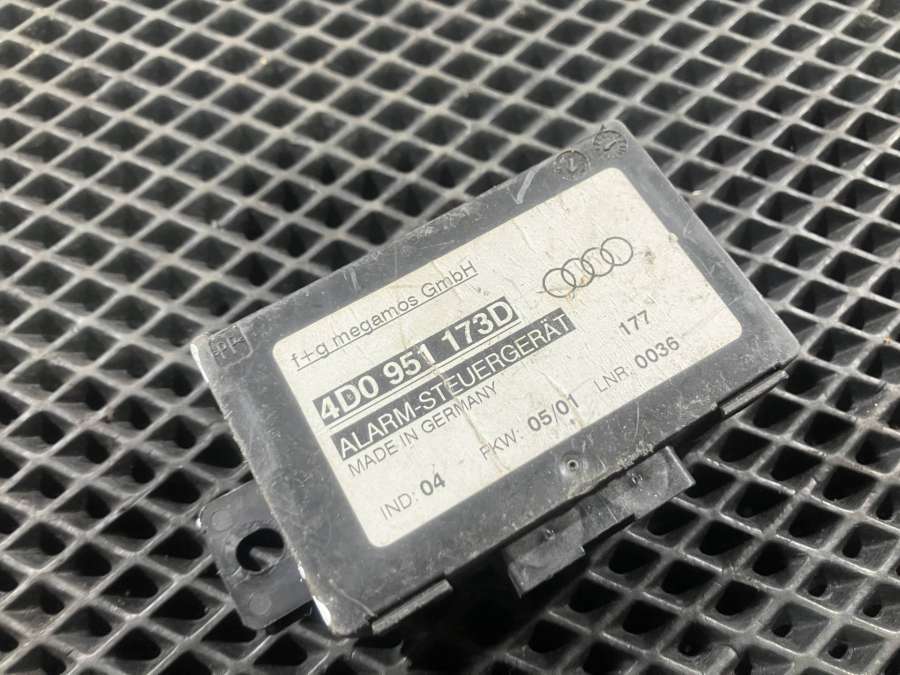 f+g megamos GmbH
4D0 951 173D
ALARM-STEUERGERÄT
MADE IN GERMANY
177
IND: 04 FKW: 05/01 LNR: 0036